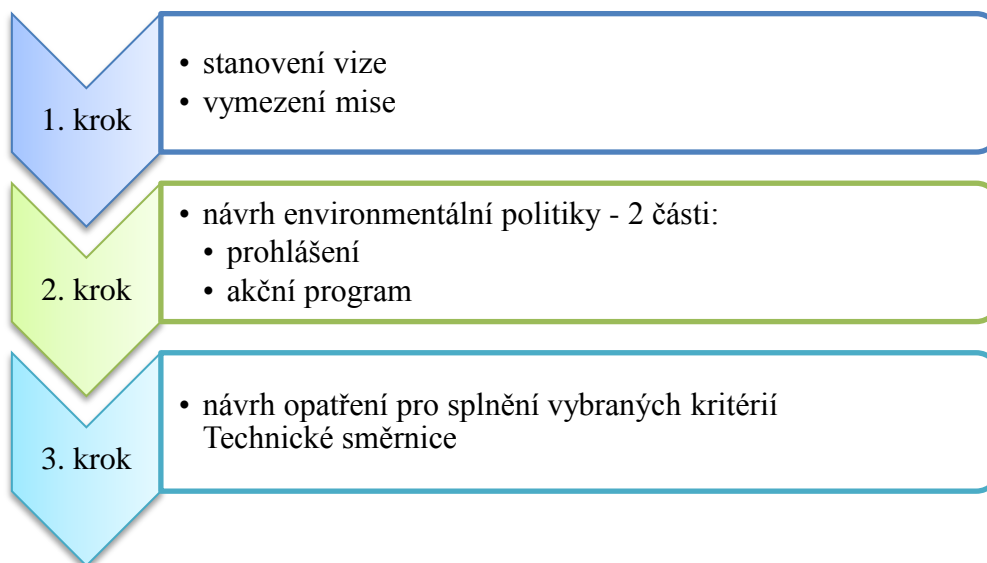 1. krok
• stanovení vize
• vymezení mise
2. krok
• návrh environmentální politiky - 2 části:
• prohlášení
• akční program
3. krok
• návrh opatření pro splnění vybraných kritérií
Technické směrnice